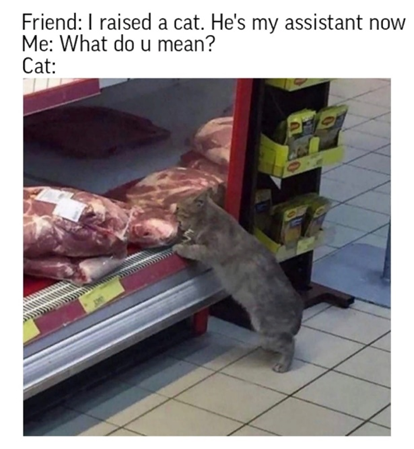 Friend: I raised a cat. He's my assistant now
Me: What do u mean?
Cat: